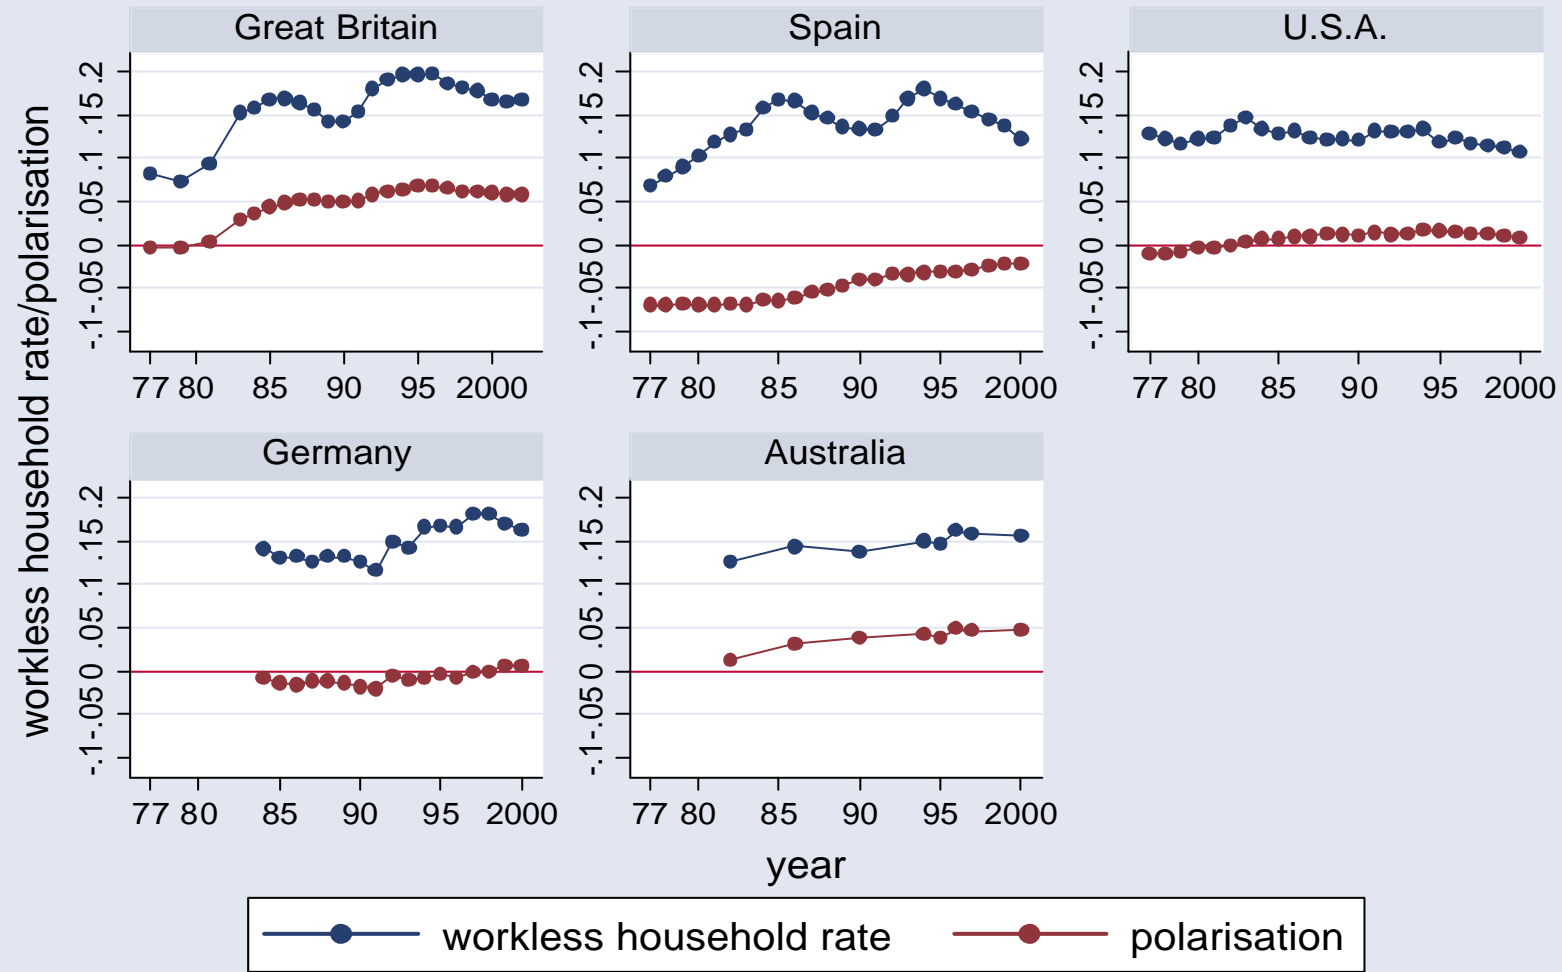 Great Britain
Spain
U.S.A.
workless household rate/polarisation
-.1 -.05 0 .05 .1 .15 .2
-.1 -.05 0 .05 .1 .15 .2
-.1 -.05 0 .05 .1 .15 .2
77 80 85 90 95 2000
77 80 85 90 95 2000
77 80 85 90 95 2000
Germany
Australia
-.1 -.05 0 .05 .1 .15 .2
-.1 -.05 0 .05 .1 .15 .2
77 80 85 90 95 2000
77 80 85 90 95 2000
year
workless household rate
polarisation